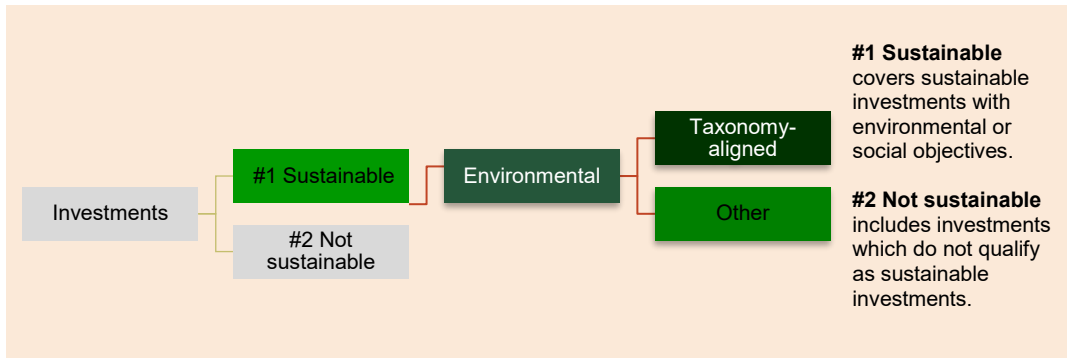 Investments
#1 Sustainable
#2 Not
sustainable
Environmental
Taxonomy-
aligned
Other
#1 Sustainable
covers sustainable
investments with
environmental or
social objectives.
#2 Not sustainable
includes investments
which do not qualify
as sustainable
investments.